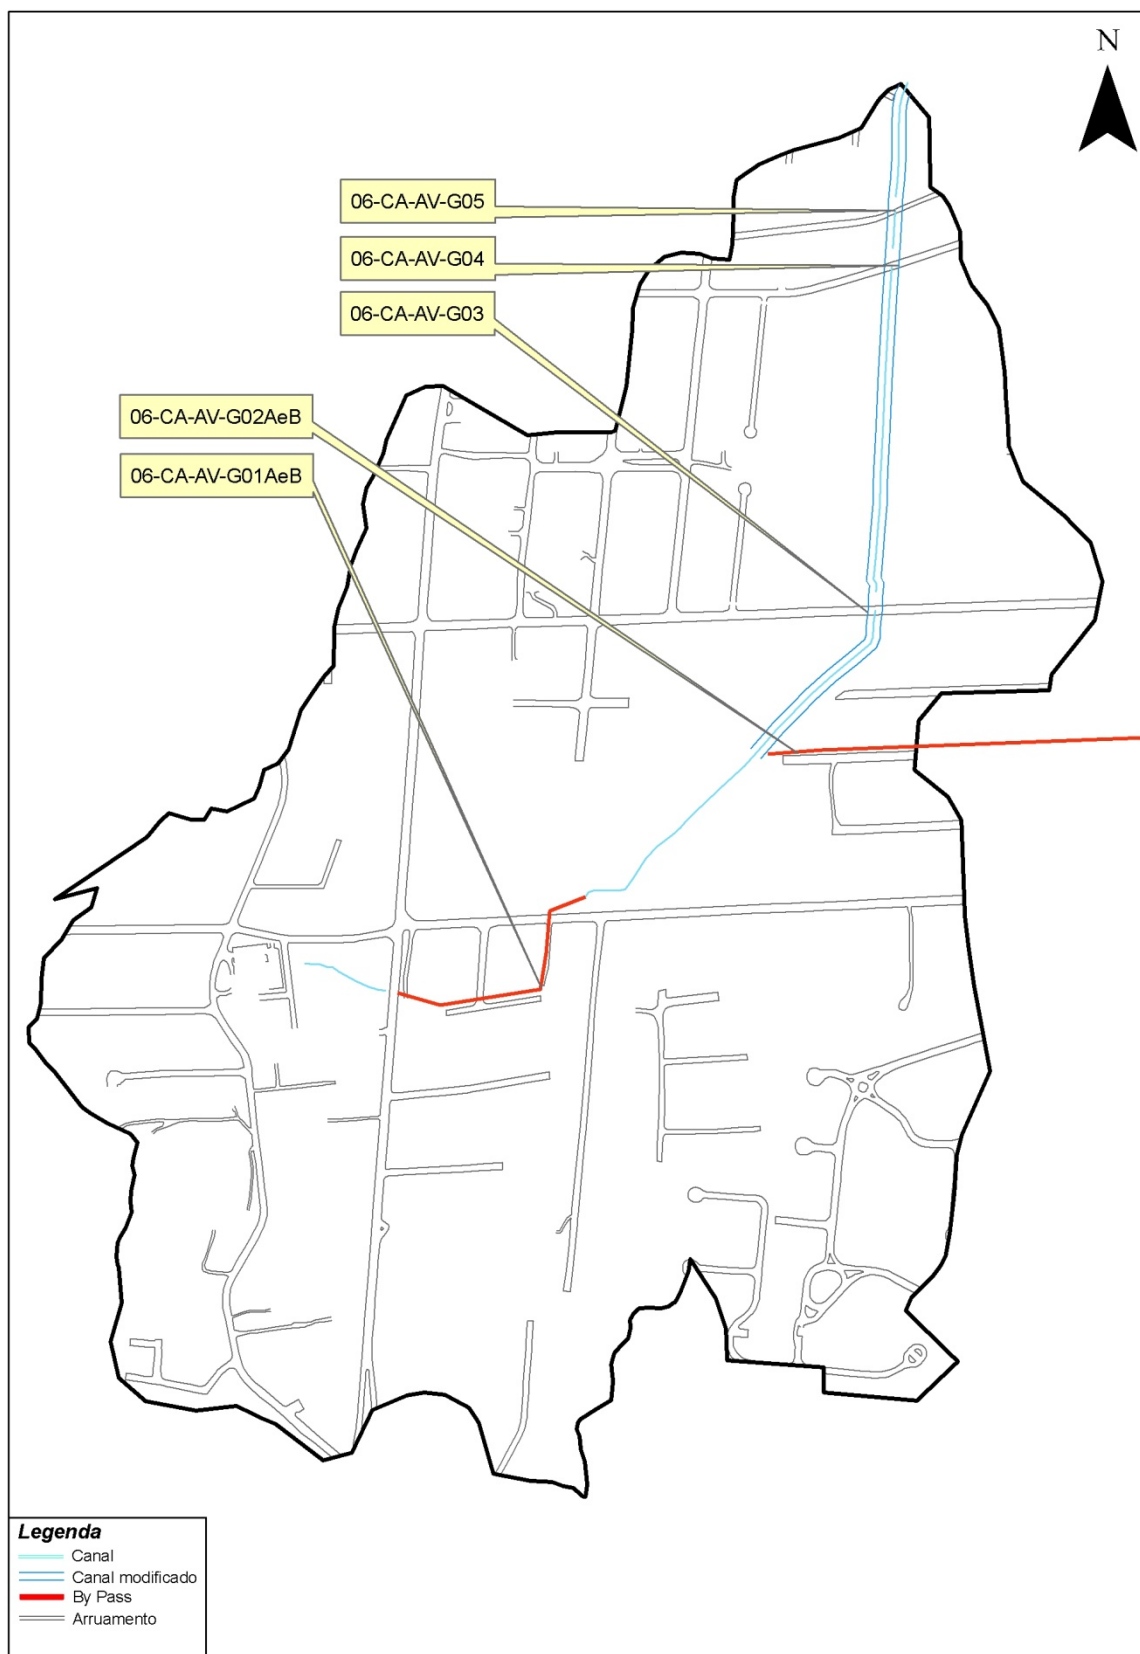 N
06-CA-AV-G05
06-CA-AV-G04
06-CA-AV-G03
06-CA-AV-G02AeB
06-CA-AV-G01AeB
Legenda
Canal
Canal modificado
By Pass
Arruamento